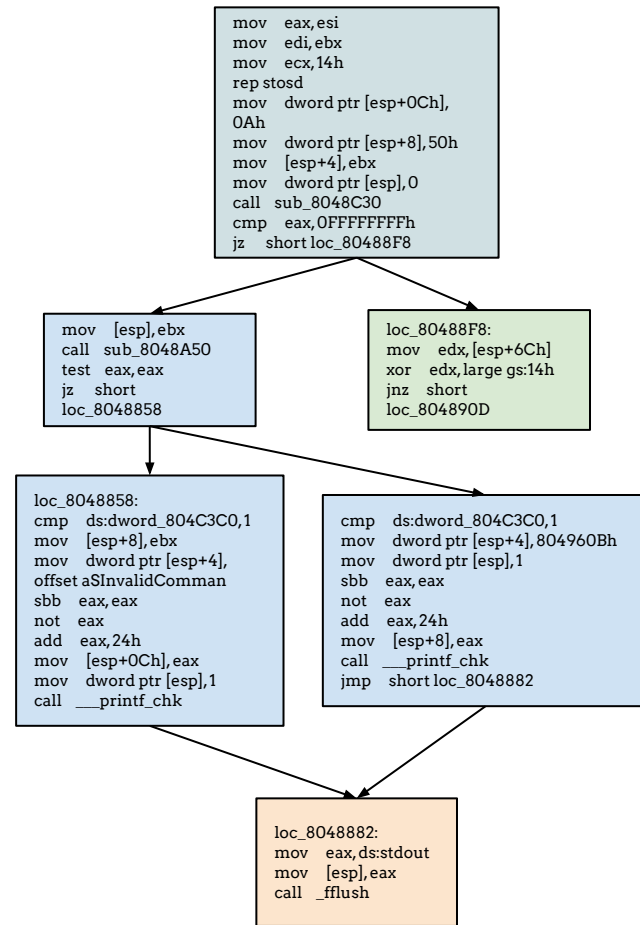 mov eax,esi
mov edi,ebx
mov ecx,14h
rep stosd
mov dword ptr [esp+0Ch],
0Ah
mov dword ptr [esp+8],50h
mov [esp+4],ebx
mov dword ptr [esp],0
call sub_8048C30
cmp eax,0FFFFFFFFh
jz short loc_80488F8
mov [esp],ebx
call sub_8048A50
test eax,eax
jz short
loc_8048858
loc_80488F8:
mov edx,[esp+6Ch]
xor edx,large gs:14h
jnz short
loc_804890D
loc_8048858:
cmp ds:dword_804C3C0,1
mov [esp+8],ebx
mov dword ptr [esp+4],
offset aSInvalidComman
sbb eax,eax
not eax
add eax,24h
mov [esp+0Ch],eax
mov dword ptr [esp],1
call ___printf_chk
cmp ds:dword_804C3C0,1
mov dword ptr [esp+4],804960Bh
mov dword ptr [esp],1
sbb eax,eax
not eax
add eax,24h
mov [esp+8],eax
call ___printf_chk
jmp short loc_8048882
loc_8048882:
mov eax,ds:stdout
mov [esp],eax
call _fflush